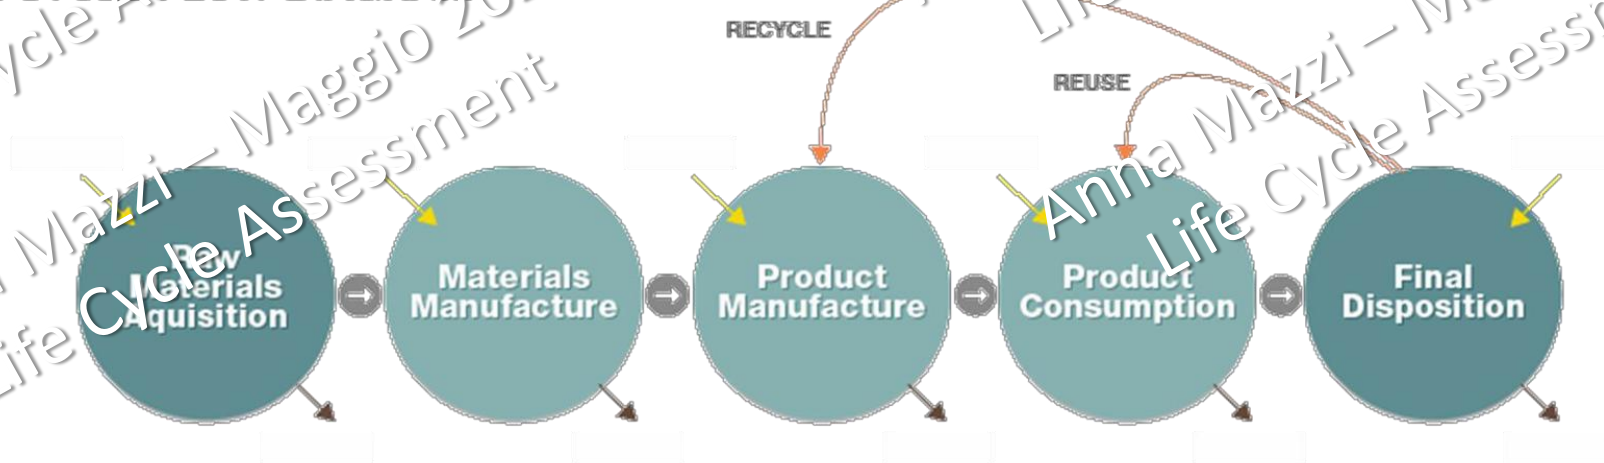 RECYCLE
REUSE
Raw
Materials
Aquisition
Materials
Manufacture
Product
Manufacture
Product
Consumption
Final
Disposition
Mazzi – Maggio
Cycle Assessment
Anna Mazzi –
Life Cycle